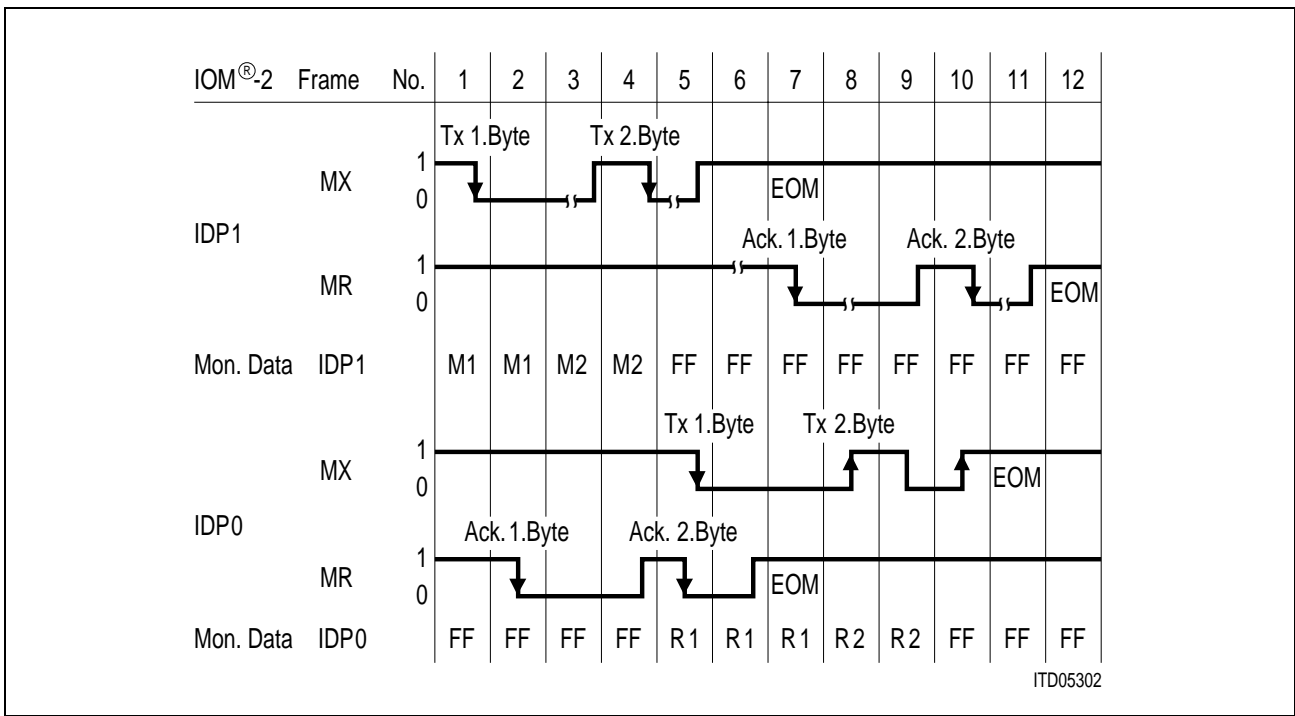 IOM®-2 Frame No. 1 2 3 4 5 6 7 8 9 10 11 12
Tx 1.Byte Tx 2.Byte
1
MX
0
EOM
IDP1
Ack. 1.Byte Ack. 2.Byte
1
MR
0
EOM
Mon. Data IDP1 M1 M1 M2 M2 FF FF FF FF FF FF FF FF
Tx 1.Byte Tx 2.Byte
1
MX
0
EOM
IDP0
Ack. 1.Byte Ack. 2.Byte
1
MR
0
EOM
Mon. Data IDP0 FF FF FF FF R1 R1 R1 R2 R2 FF FF FF
ITD05302